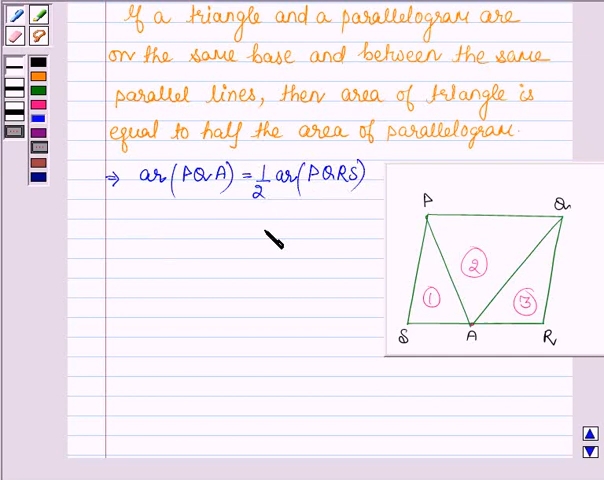 If a triangle and a parallelogram are
on the same base and between the same
parallel lines, then area of triangle is
equal to half the area of parallelogram.
⇒ ar(PQA) = 1/2 ar(PQRS)
P
Q
1
2
3
S
A
R